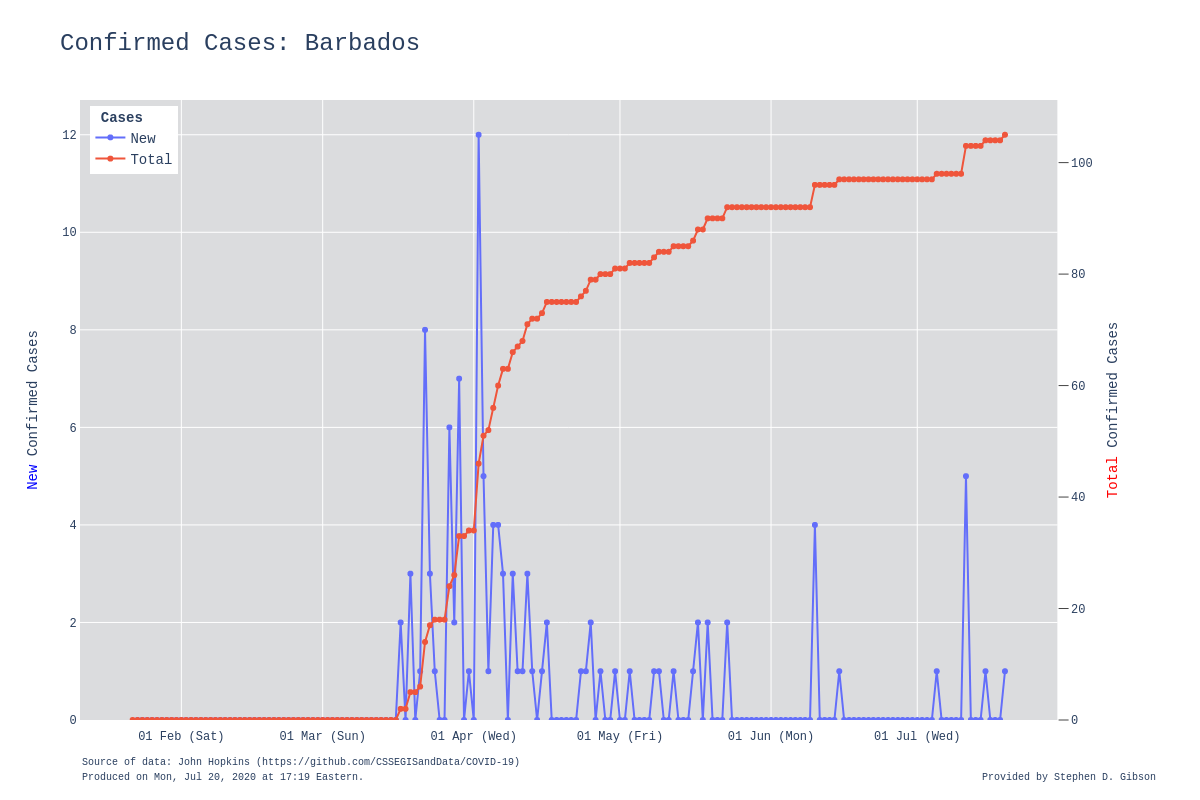 Confirmed Cases: Barbados
Cases
New
Total
12
10
8
6
4
2
0
100
80
60
40
20
0
New Confirmed Cases
Total Confirmed Cases
01 Feb (Sat)
01 Mar (Sun)
01 Apr (Wed)
01 May (Fri)
01 Jun (Mon)
01 Jul (Wed)
Source of data: John Hopkins (https://github.com/CSSEGISandData/COVID-19)
Produced on Mon, Jul 20, 2020 at 17:19 Eastern.
Provided by Stephen D. Gibson